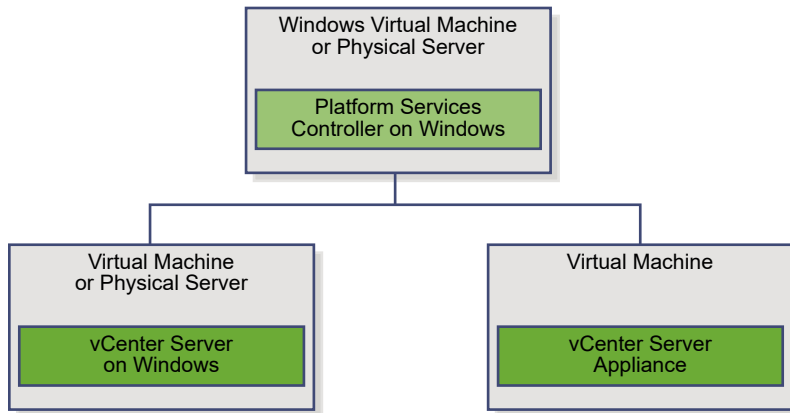 Windows Virtual Machine
or Physical Server
Platform Services
Controller on Windows
Virtual Machine
or Physical Server
vCenter Server
on Windows
Virtual Machine
vCenter Server
Appliance